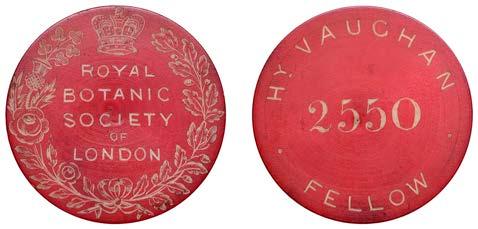 ROYAL
BOTANIC
SOCIETY
OF
LONDON
Hy VAUGHAN
2550
FELLOW